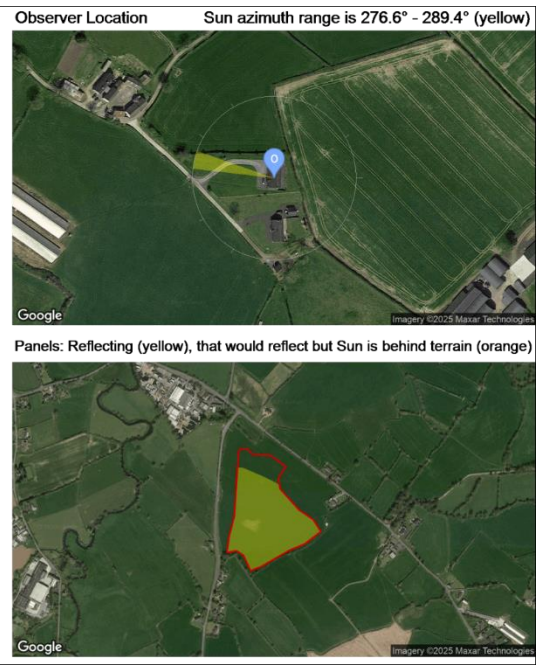 Observer Location
Sun azimuth range is 276.6° - 289.4° (yellow)
0
Google
Imagery ©2025 Maxar Technologies
Panels: Reflecting (yellow), that would reflect but Sun is behind terrain (orange)
Google
Imagery ©2025 Maxar Technologies